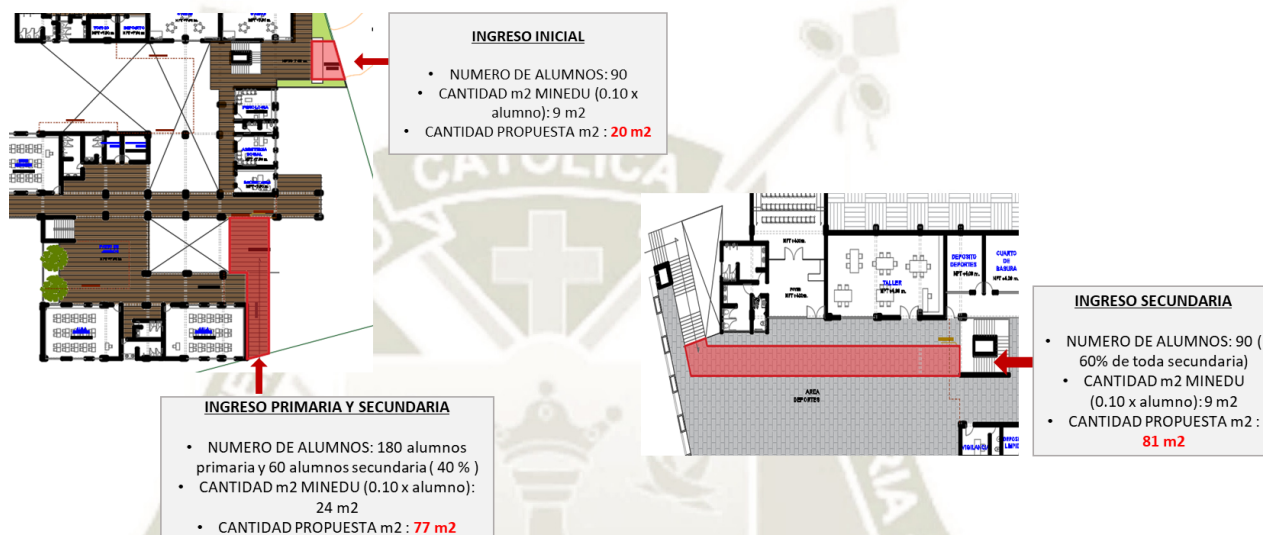 INGRESO INICIAL
• NUMERO DE ALUMNOS: 90
• CANTIDAD m2 MINEDU (0.10 x
alumno): 9 m2
• CANTIDAD PROPUESTA m2 : 20 m2
CATOLICA
INGRESO PRIMARIA Y SECUNDARIA
• NUMERO DE ALUMNOS: 180 alumnos
primaria y 60 alumnos secundaria ( 40 % )
• CANTIDAD m2 MINEDU (0.10 x alumno):
24 m2
• CANTIDAD PROPUESTA m2 : 77 m2
TALLER
DEPOSITO
DEPORTES
CUARTO
DE
BASURA
AREA
DEPORTES
VIGILANCIA
INGRESO SECUNDARIA
• NUMERO DE ALUMNOS: 90 (
60% de toda secundaria)
• CANTIDAD m2 MINEDU
(0.10 x alumno): 9 m2
• CANTIDAD PROPUESTA m2 :
81 m2